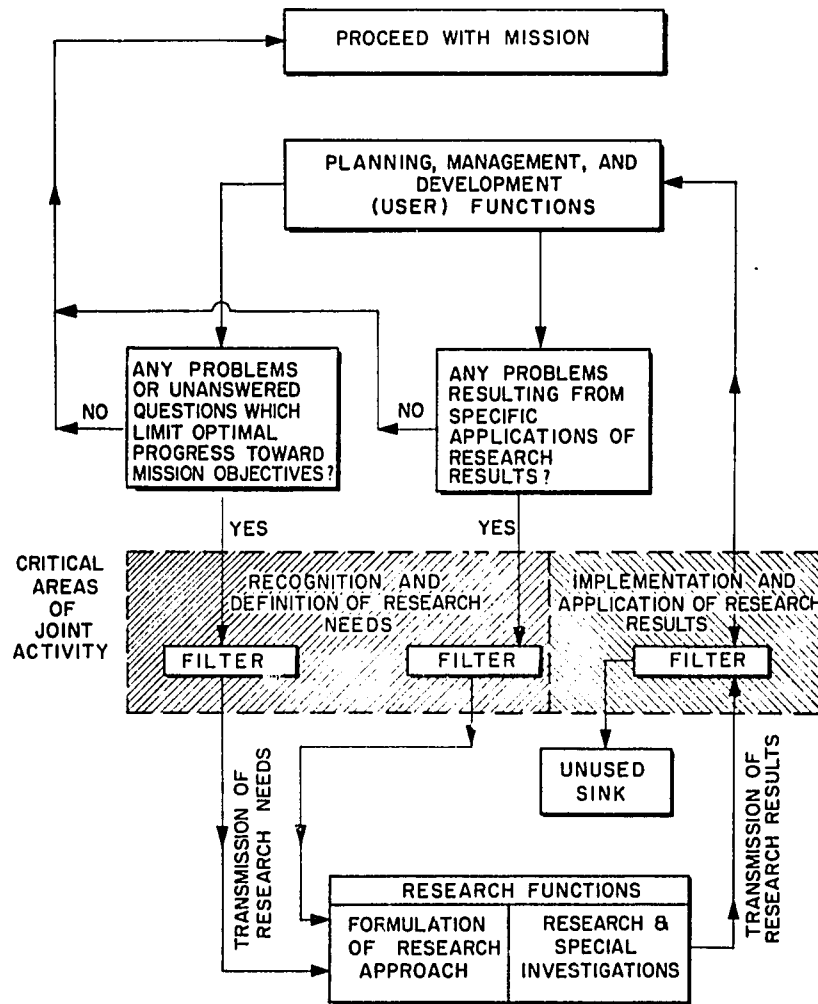 PROCEED WITH MISSION
PLANNING, MANAGEMENT, AND
DEVELOPMENT
(USER) FUNCTIONS
ANY PROBLEMS
OR UNANSWERED
QUESTIONS WHICH
LIMIT OPTIMAL
PROGRESS TOWARD
MISSION OBJECTIVES?
NO
ANY PROBLEMS
RESULTING FROM
SPECIFIC
APPLICATIONS OF
RESEARCH
RESULTS?
NO
YES
YES
CRITICAL
AREAS
OF
JOINT
ACTIVITY
RECOGNITION AND
DEFINITION OF RESEARCH
NEEDS
IMPLEMENTATION AND
APPLICATION OF RESEARCH
RESULTS
FILTER
FILTER
FILTER
UNUSED
SINK
TRANSMISSION OF
RESEARCH NEEDS
TRANSMISSION OF
RESEARCH RESULTS
RESEARCH FUNCTIONS
FORMULATION
OF RESEARCH
APPROACH
RESEARCH &
SPECIAL
INVESTIGATIONS